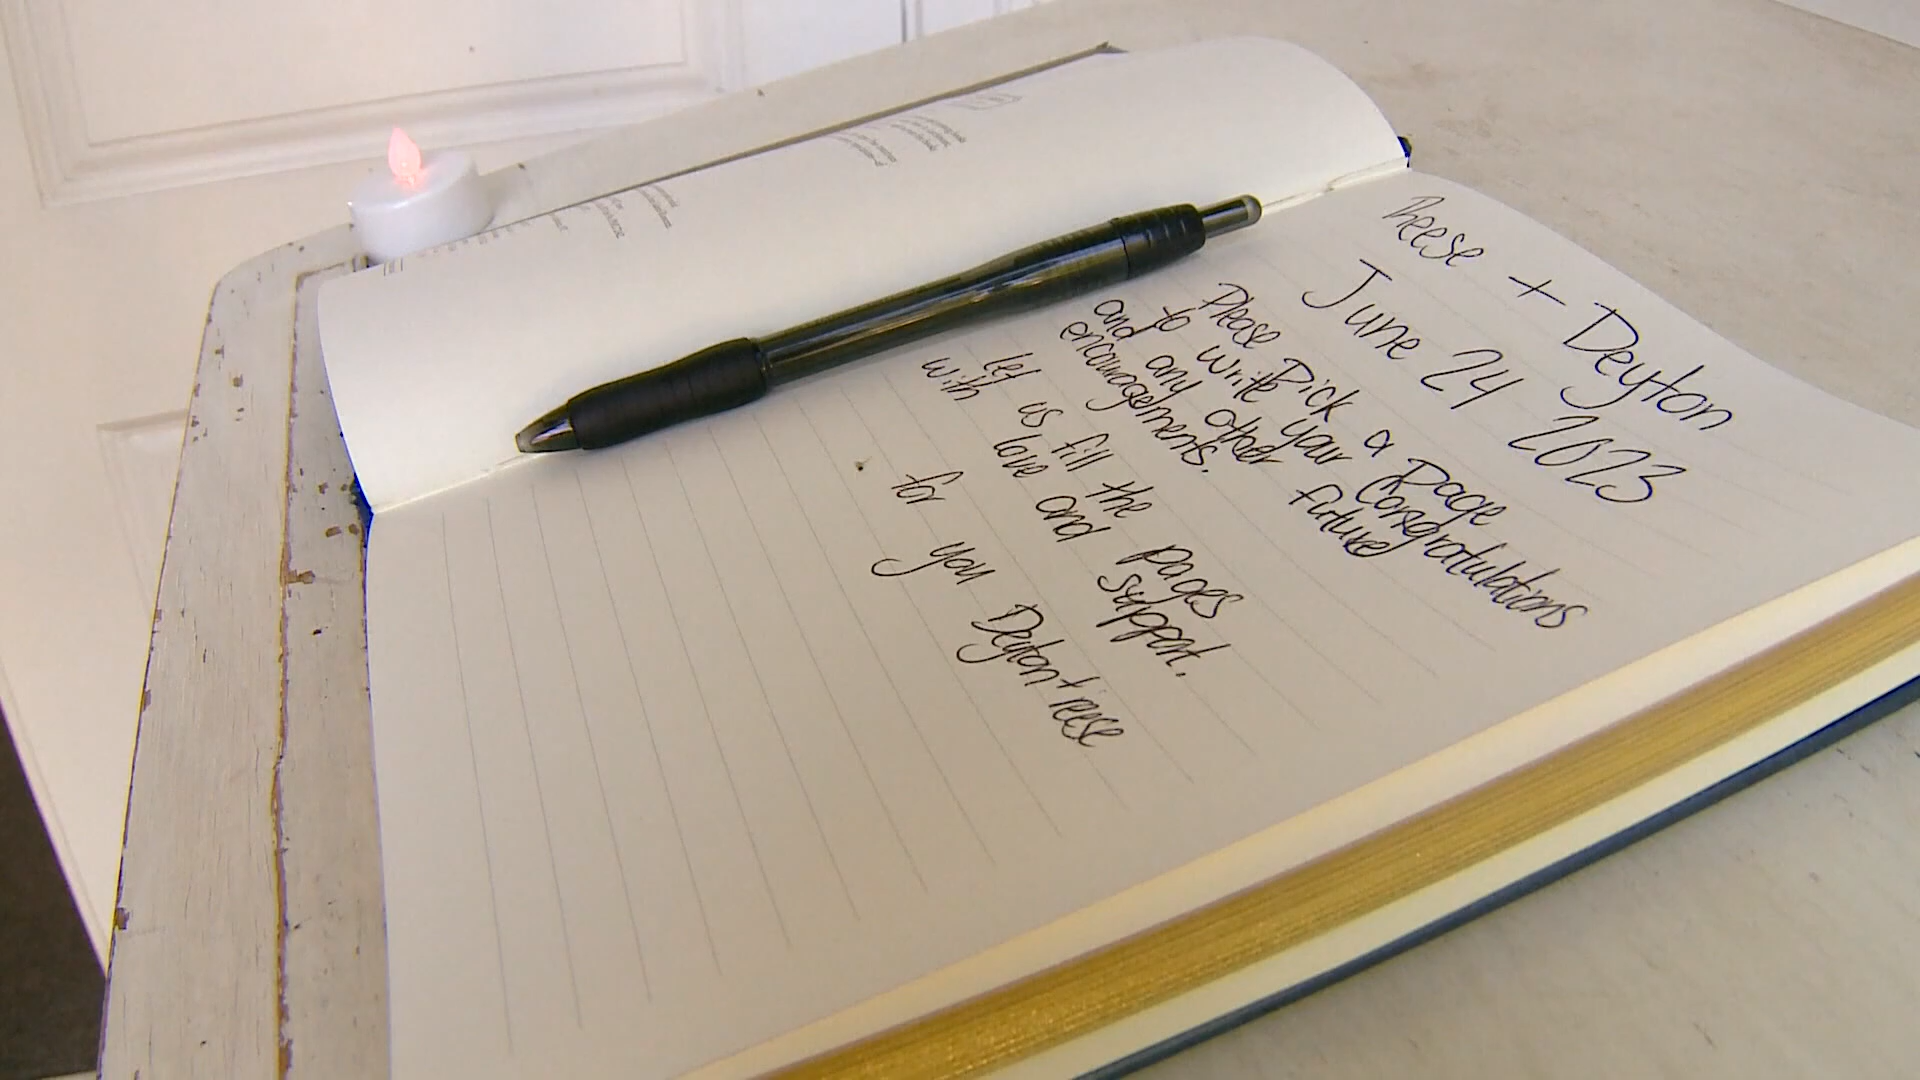 Reese + Deyton
June 24 2023
Please Pick a Page
to write your Congratulations
and any other future
encouragements.
let us fill the pages
with love and support.
for you Deyton + reese